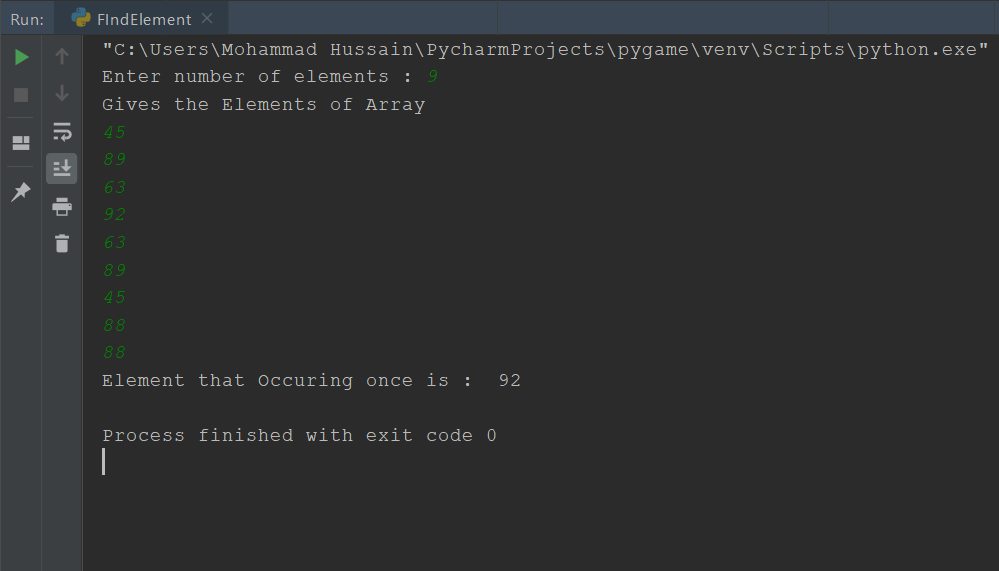 Run: FIndElement
"C:\Users\Mohammad Hussain\PycharmProjects\pygame\venv\Scripts\python.exe"
Enter number of elements : 9
Gives the Elements of Array
45
89
63
92
63
89
45
88
88
Element that Occuring once is :  92
Process finished with exit code 0